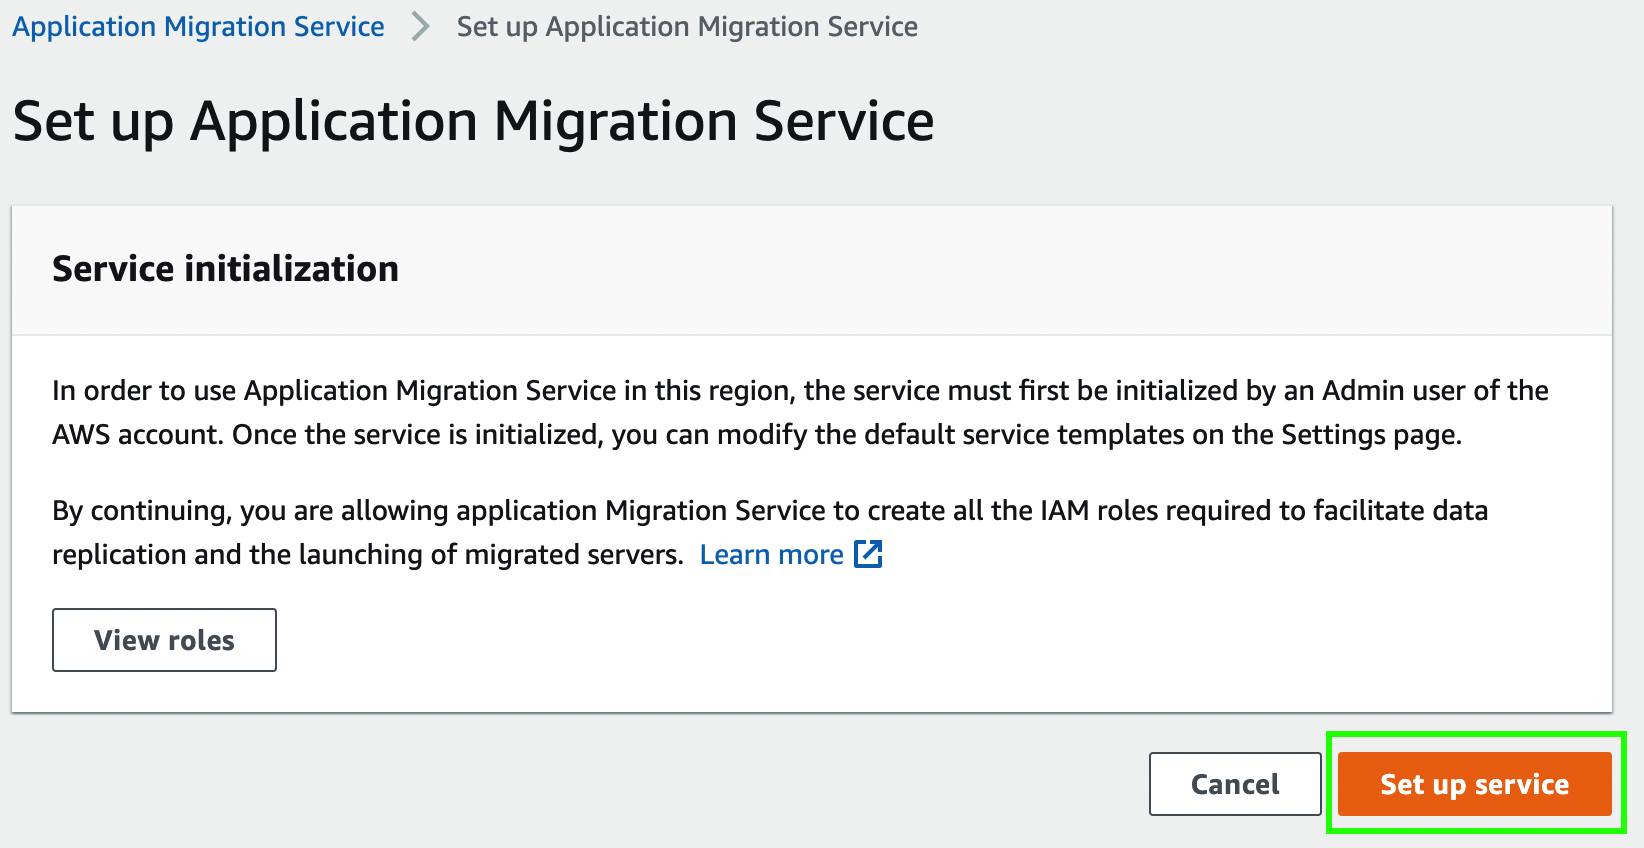 Application Migration Service > Set up Application Migration Service
Set up Application Migration Service
Service initialization
In order to use Application Migration Service in this region, the service must first be initialized by an Admin user of the
AWS account. Once the service is initialized, you can modify the default service templates on the Settings page.
By continuing, you are allowing application Migration Service to create all the IAM roles required to facilitate data
replication and the launching of migrated servers. Learn more
View roles
Cancel
Set up service